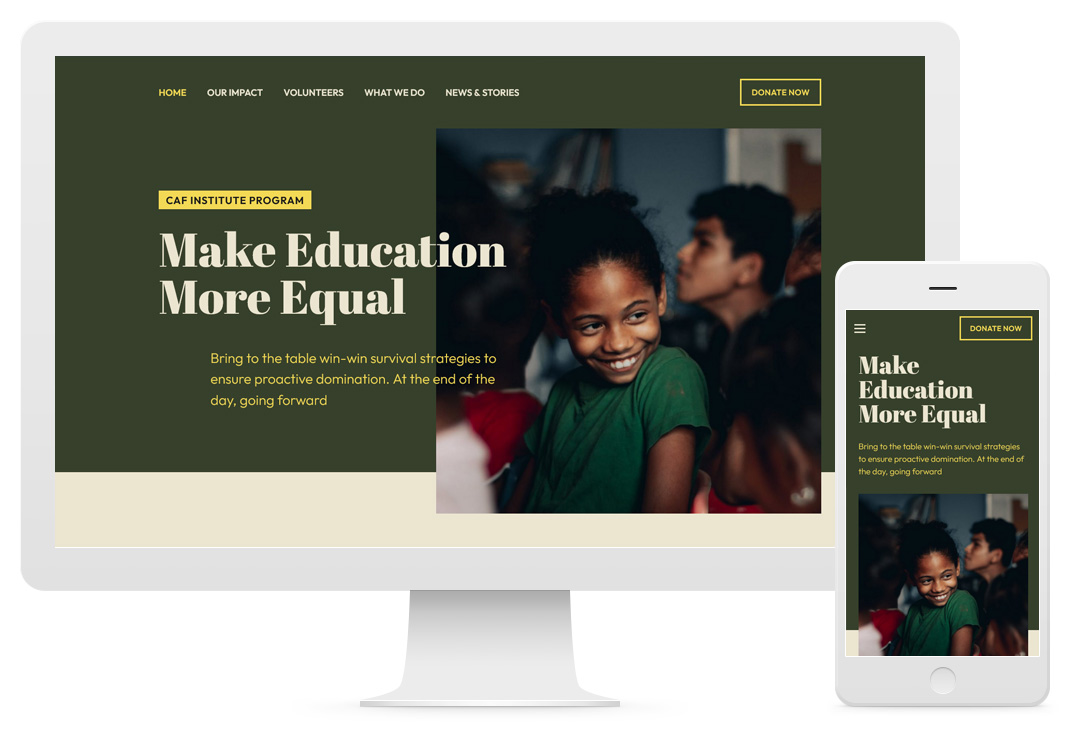 HOME OUR IMPACT VOLUNTEERS WHAT WE DO NEWS & STORIES DONATE NOW
CAF INSTITUTE PROGRAM
Make Education
More Equal
Bring to the table win-win survival strategies to
ensure proactive domination. At the end of the
day, going forward
DONATE NOW
Make
Education
More Equal
Bring to the table win-win survival strategies
to ensure proactive domination. At the end of
the day, going forward